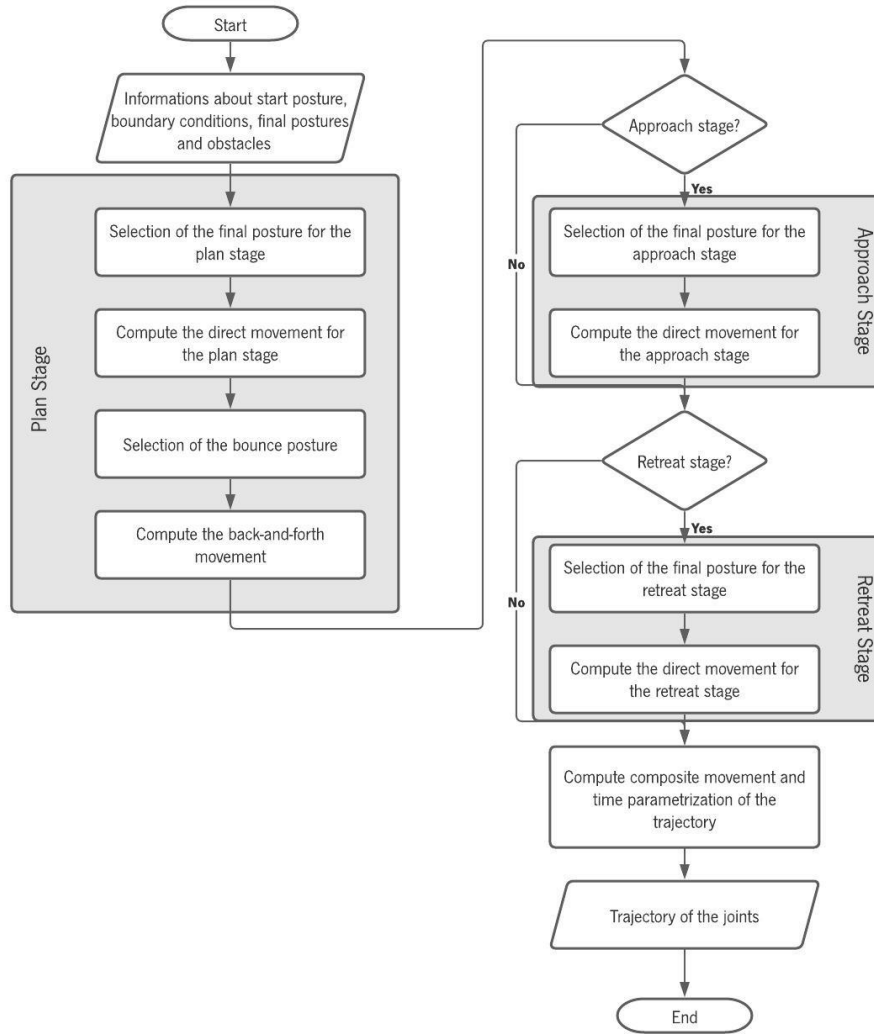 Start
Informations about start posture,
boundary conditions, final postures
and obstacles
Plan Stage
Selection of the final posture for the
plan stage
Compute the direct movement for
the plan stage
Selection of the bounce posture
Compute the back-and-forth
movement
Approach stage?
Yes
No
Approach Stage
Selection of the final posture for the
approach stage
Compute the direct movement for
the approach stage
Retreat stage?
Yes
No
Retreat Stage
Selection of the final posture for the
retreat stage
Compute the direct movement for
the retreat stage
Compute composite movement and
time parametrization of the
trajectory
Trajectory of the joints
End